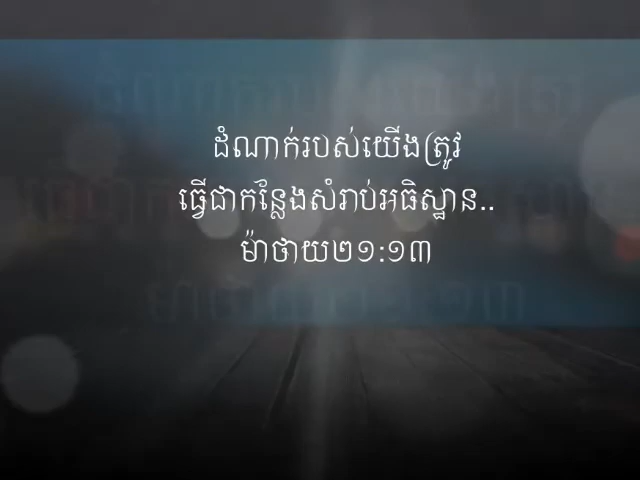 ដំណាក់របស់យើងត្រូវ
ធ្វើជាកន្លែងសំរាប់អធិស្ឋាន..
ម៉ាថាយ២១:១៣